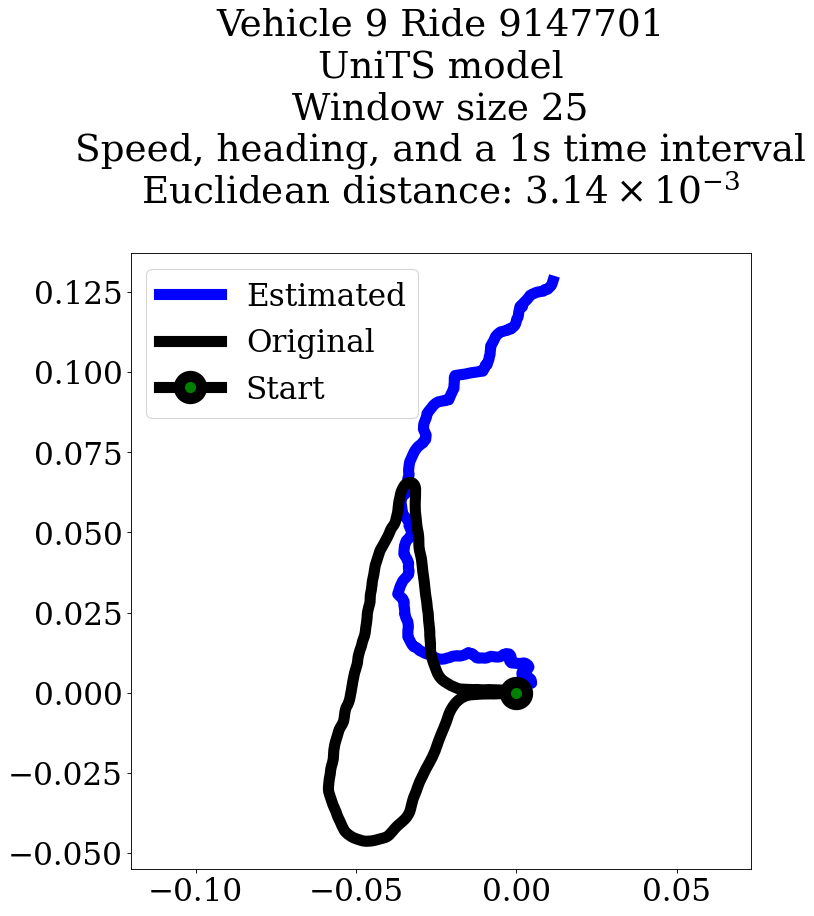 Vehicle 9 Ride 9147701
UniTS model
Window size 25
Speed, heading, and a 1s time interval
Euclidean distance: 3.14 × 10⁻³
Estimated
Original
Start
0.125
0.100
0.075
0.050
0.025
0.000
−0.025
−0.050
−0.10 −0.05 0.00 0.05